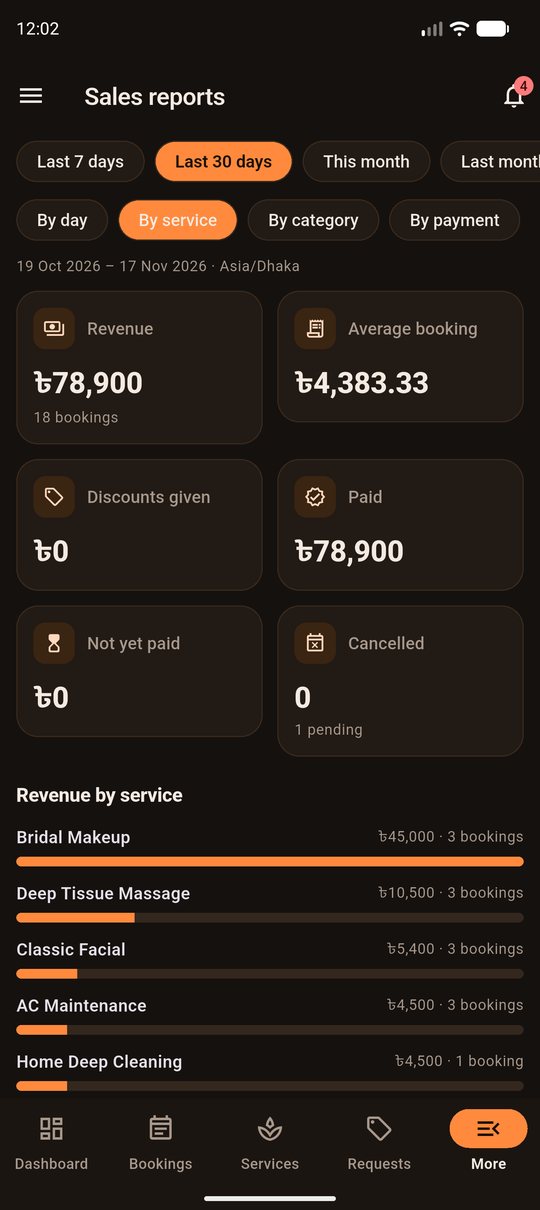 12:02
Sales reports
4
Last 7 days
Last 30 days
This month
Last mont
By day
By service
By category
By payment
19 Oct 2026 – 17 Nov 2026 · Asia/Dhaka
Revenue
৳78,900
18 bookings
Average booking
৳4,383.33
Discounts given
৳0
Paid
৳78,900
Not yet paid
৳0
Cancelled
0
1 pending
Revenue by service
Bridal Makeup
৳45,000 · 3 bookings
Deep Tissue Massage
৳10,500 · 3 bookings
Classic Facial
৳5,400 · 3 bookings
AC Maintenance
৳4,500 · 3 bookings
Home Deep Cleaning
৳4,500 · 1 booking
Dashboard
Bookings
Services
Requests
More